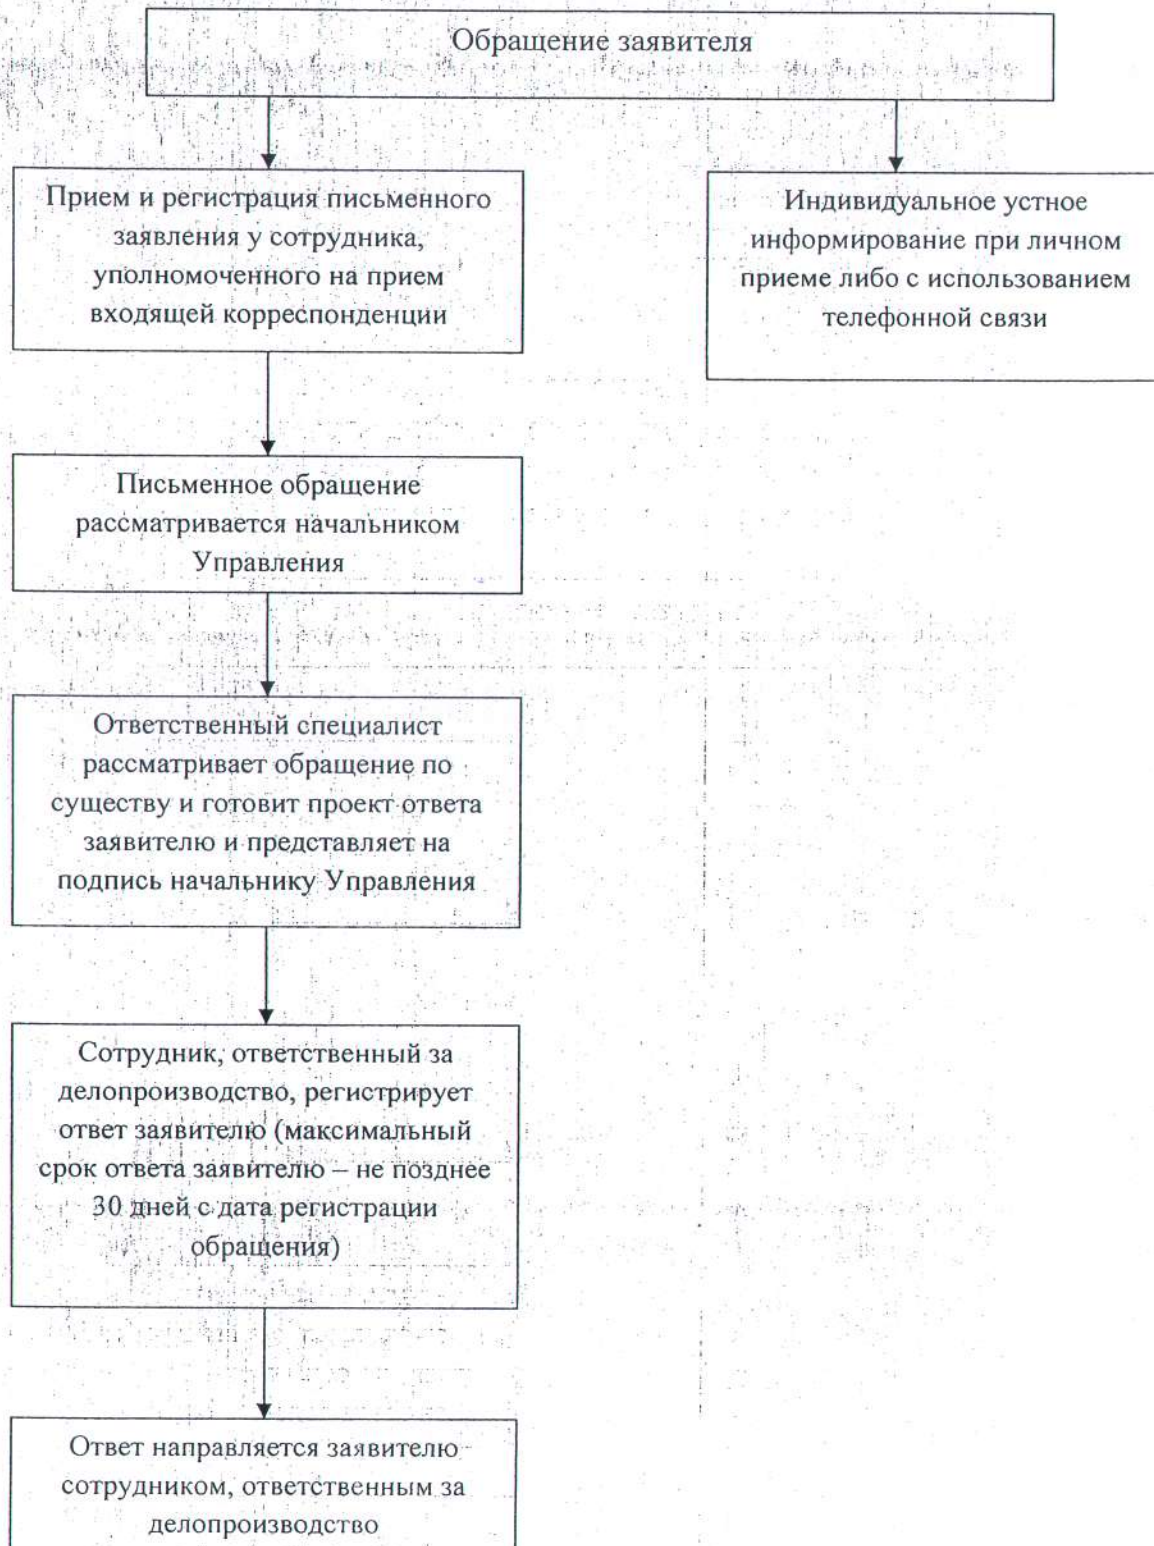 Обращение заявителя
Прием и регистрация письменного
заявления у сотрудника,
уполномоченного на прием
входящей корреспонденции
Индивидуальное устное
информирование при личном
приеме либо с использованием
телефонной связи
Письменное обращение
рассматривается начальником
Управления
Ответственный специалист
рассматривает обращение по
существу и готовит проект ответа
заявителю и представляет на
подпись начальнику Управления
Сотрудник, ответственный за
делопроизводство, регистрирует
ответ заявителю (максимальный
срок ответа заявителю – не позднее
30 дней с дата регистрации
обращения)
Ответ направляется заявителю
сотрудником, ответственным за
делопроизводство